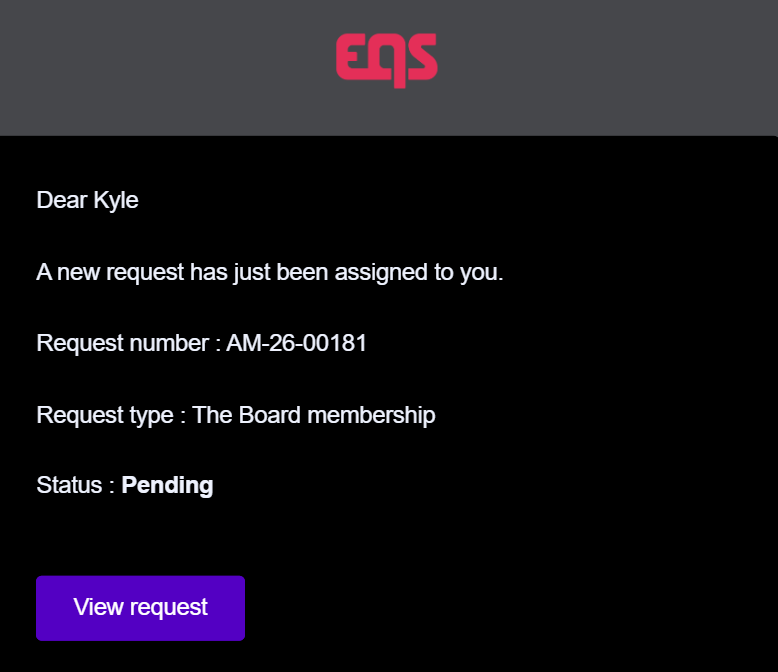 EQS
Dear Kyle
A new request has just been assigned to you.
Request number : AM-26-00181
Request type : The Board membership
Status : Pending
View request